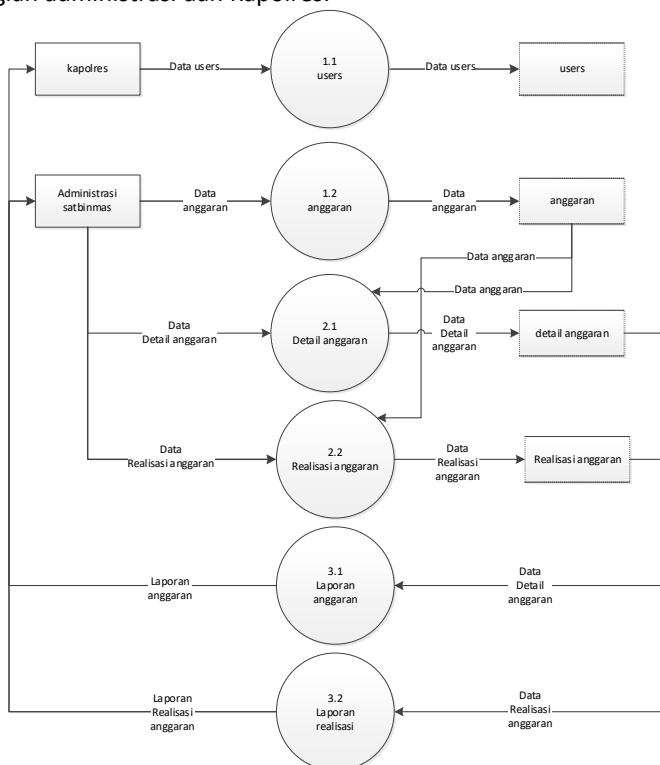 gian administrasi dan Kapolres.
kapolres
Data users
1.1
users
Data users
users
Administrasi
satbinmas
Data
anggaran
1.2
anggaran
Data
anggaran
anggaran
Data anggaran
Data anggaran
Data
Detail anggaran
2.1
Detail anggaran
Data
Detail
anggaran
detail anggaran
Data
Realisasi anggaran
2.2
Realisasi anggaran
Data
Realisasi
anggaran
Realisasi anggaran
Laporan
anggaran
3.1
Laporan
anggaran
Data
Detail
anggaran
Laporan
Realisasi
anggaran
3.2
Laporan
realisasi
Data
Realisasi
anggaran